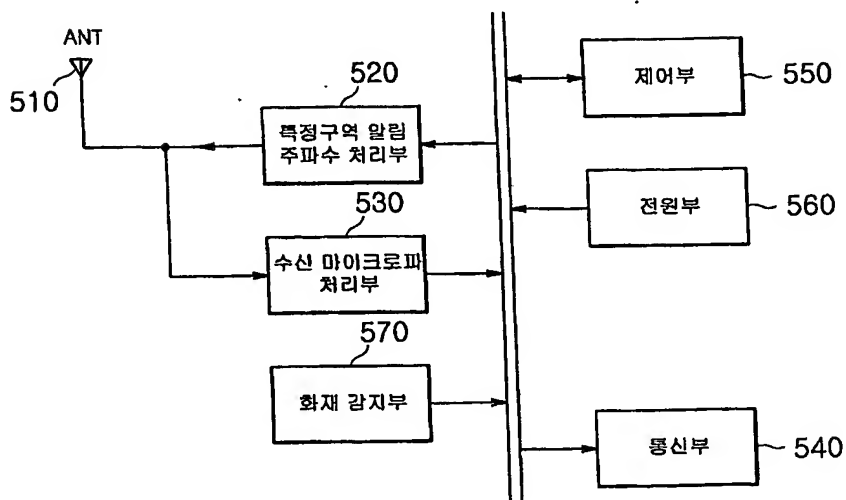 ANT
510
520
특정구역 알림
주파수 처리부
530
수신 마이크로파
처리부
570
화재 감지부
제어부
550
전원부
560
통신부
540